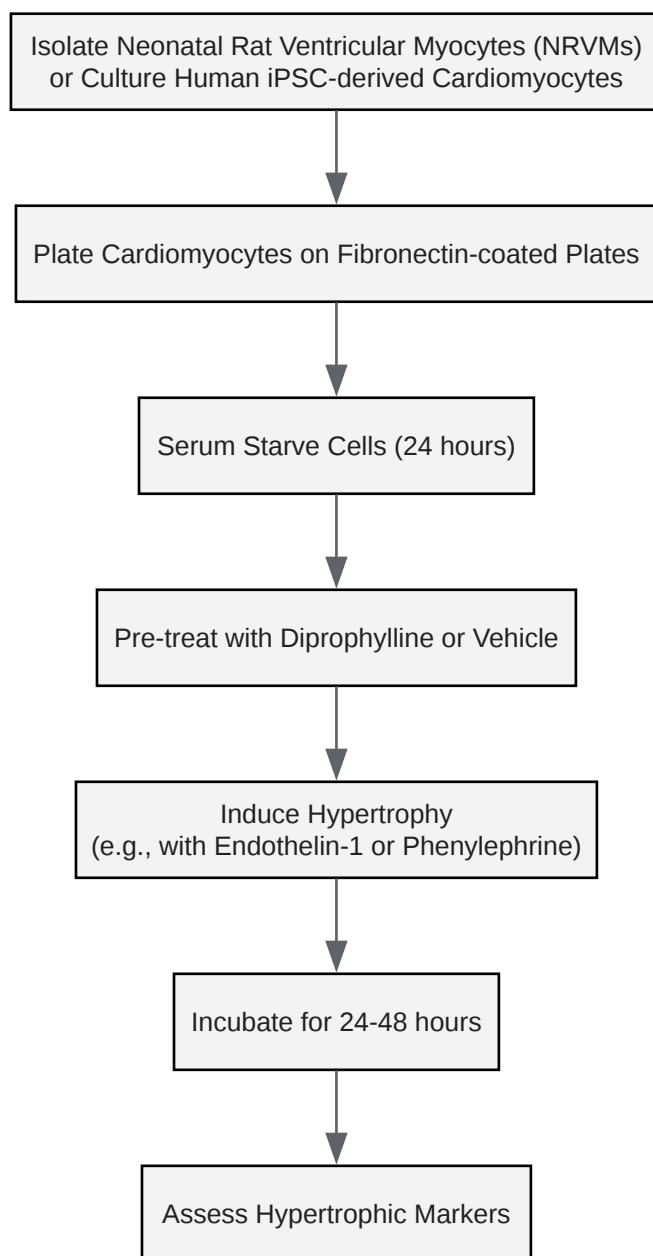 Isolate Neonatal Rat Ventricular Myocytes (NRVMs)
or Culture Human iPSC-derived Cardiomyocytes
Plate Cardiomyocytes on Fibronectin-coated Plates
Serum Starve Cells (24 hours)
Pre-treat with Diprophylline or Vehicle
Induce Hypertrophy
(e.g., with Endothelin-1 or Phenylephrine)
Incubate for 24-48 hours
Assess Hypertrophic Markers